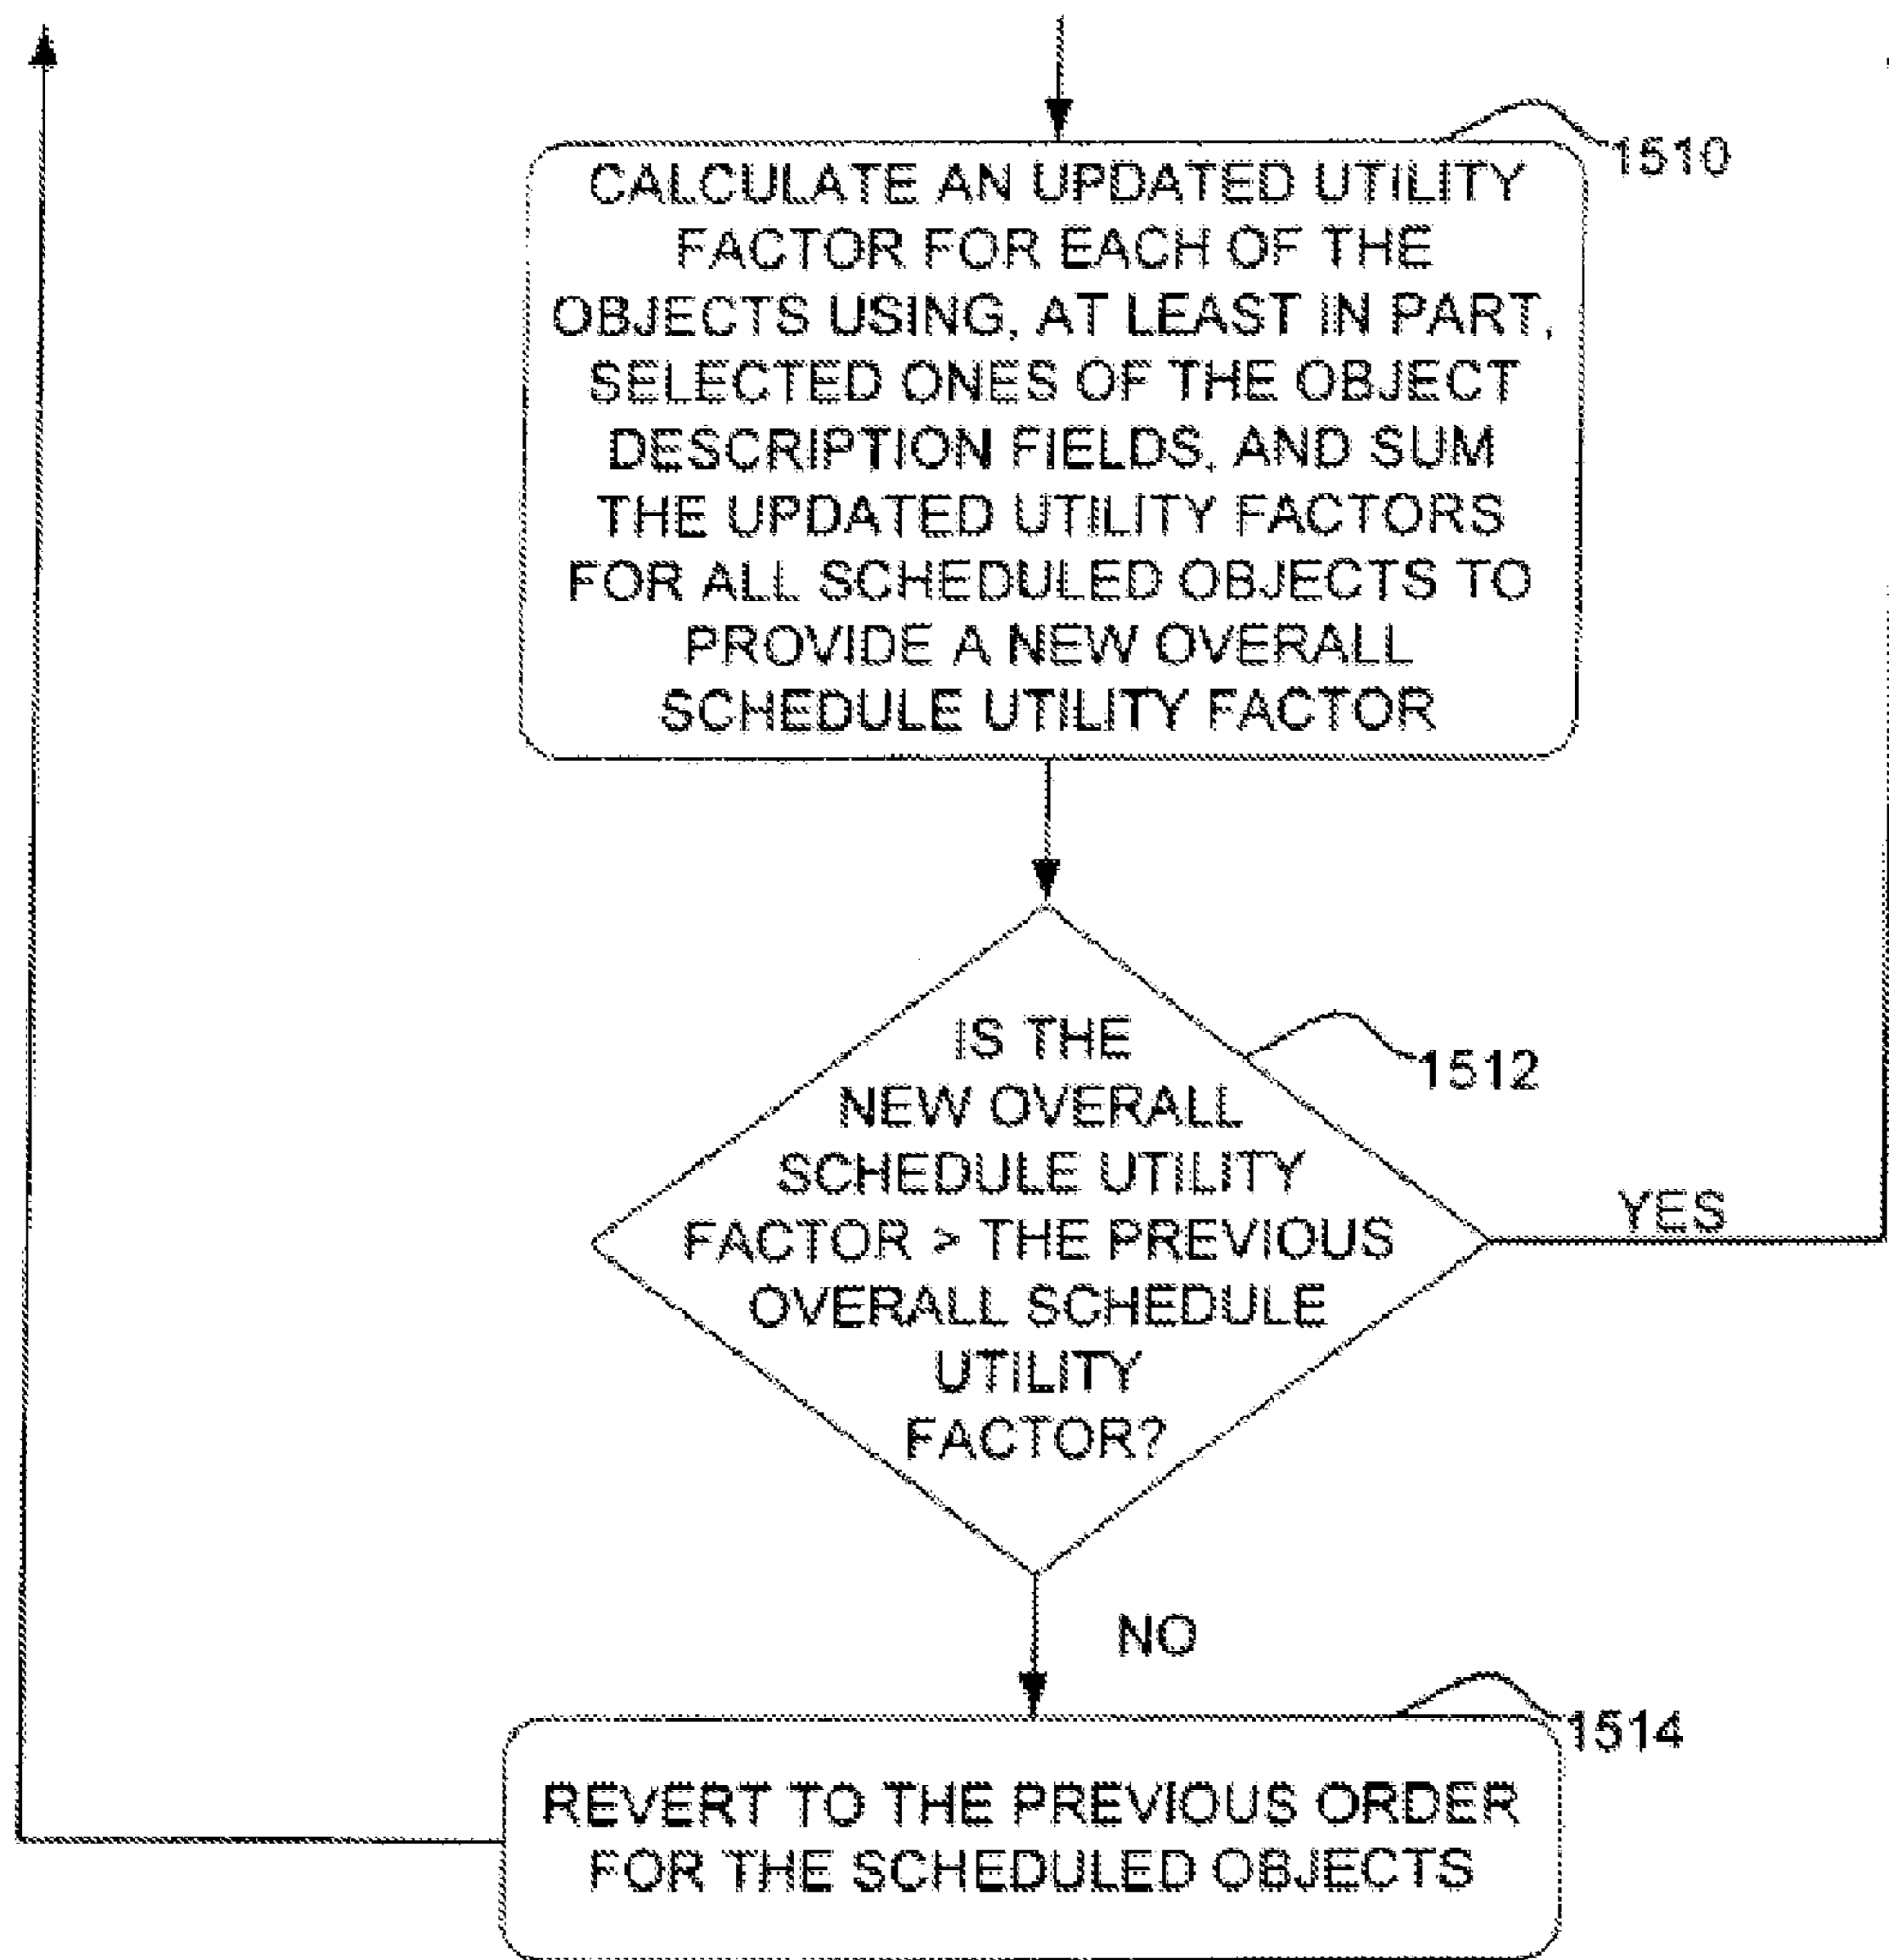 1510
CALCULATE AN UPDATED UTILITY
FACTOR FOR EACH OF THE
OBJECTS USING, AT LEAST IN PART,
SELECTED ONES OF THE OBJECT
DESCRIPTION FIELDS, AND SUM
THE UPDATED UTILITY FACTORS
FOR ALL SCHEDULED OBJECTS TO
PROVIDE A NEW OVERALL
SCHEDULE UTILITY FACTOR
IS THE
1512
NEW OVERALL
SCHEDULE UTILITY
YES
FACTOR > THE PREVIOUS
OVERALL SCHEDULE
UTILITY
FACTOR?
NO
1514
REVERT TO THE PREVIOUS ORDER
FOR THE SCHEDULED OBJECTS